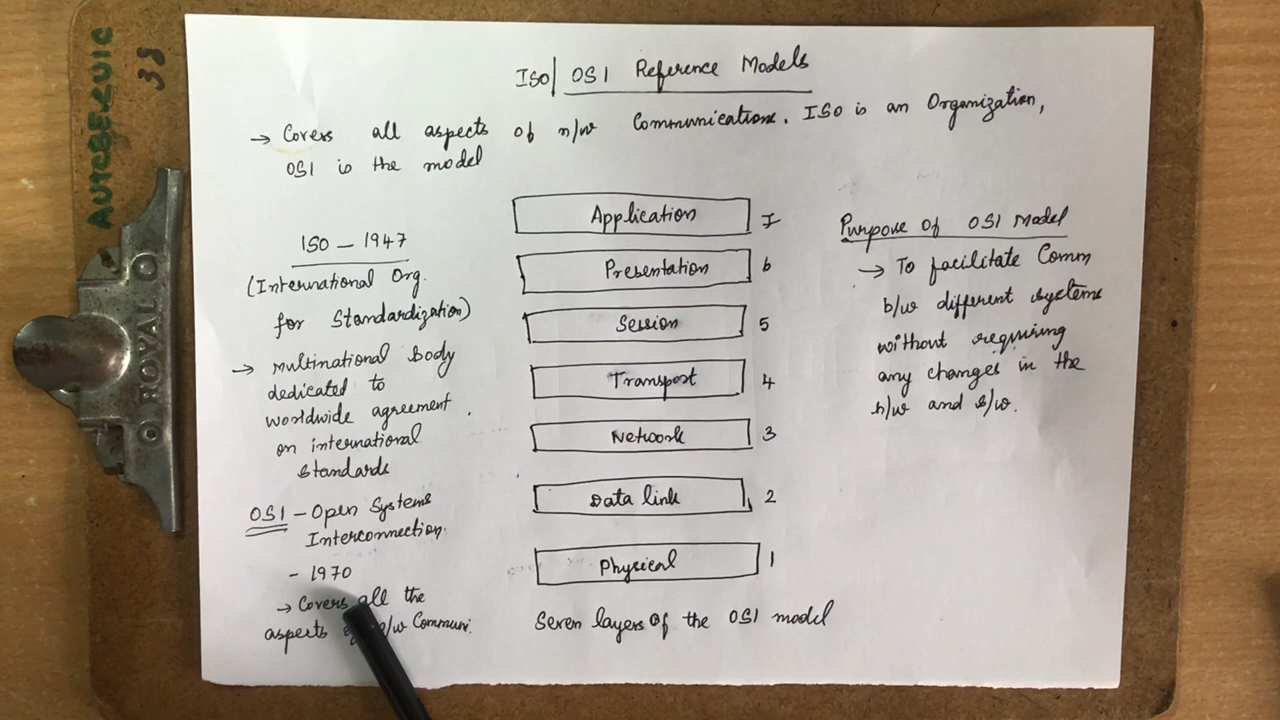 AUTCBE.EVIC
38
ROYAL
ISO/ OSI Reference Models
→ Covers all aspects of n/w Communications. ISO is an Organization,
OSI is the model
ISO – 1947
(International Org.
for Standardization)
→ multinational body
dedicated to
worldwide agreement.
on international
standards
OSI – Open Systems
Interconnection.
- 1970
→ Covers all the
aspects of n/w Communi.
Application 7
Presentation 6
Session 5
Transport 4
Network 3
Data link 2
Physical 1
Seven layers of the OSI model
Purpose of OSI Model
→ To facilitate Comm
b/w different systems
without requiring
any changes in the
h/w and s/w.